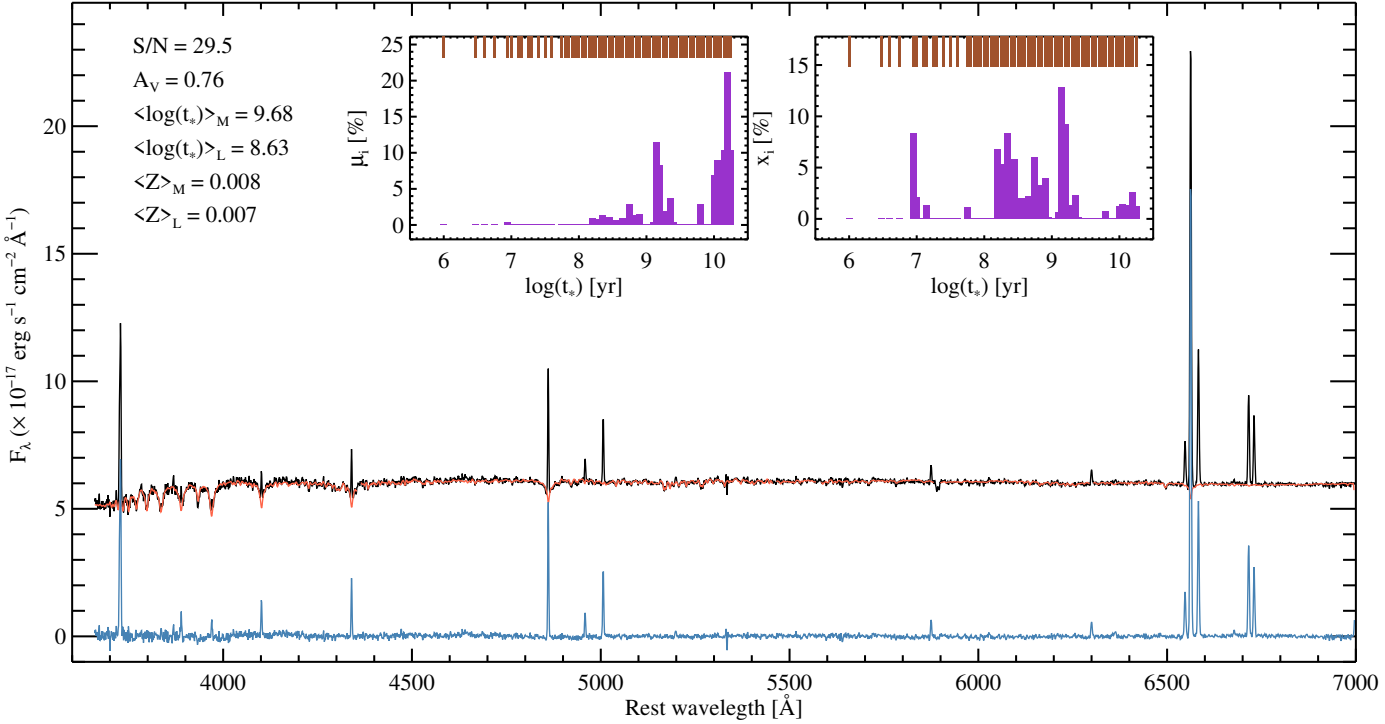 S/N = 29.5
A_V = 0.76
<log(t_*)>_M = 9.68
<log(t_*)>_L = 8.63
<Z>_M = 0.008
<Z>_L = 0.007
25
20
15
10
5
0
μ_i [%]
6 7 8 9 10
log(t_*) [yr]
15
10
5
0
x_i [%]
6 7 8 9 10
log(t_*) [yr]
20
15
10
5
0
F_λ (× 10^−17 erg s^−1 cm^−2 Å^−1)
4000 4500 5000 5500 6000 6500 7000
Rest wavelegth [Å]